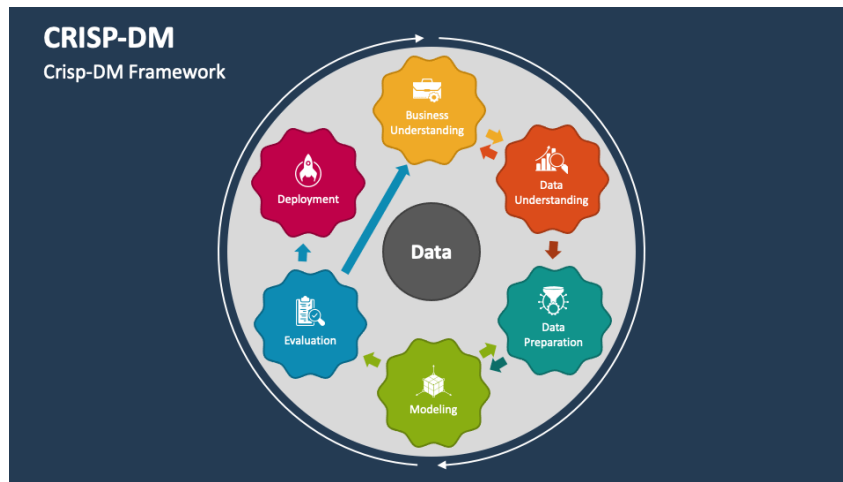 CRISP-DM
Crisp-DM Framework
Business
Understanding
Data
Understanding
Data
Preparation
Modeling
Evaluation
Deployment
Data